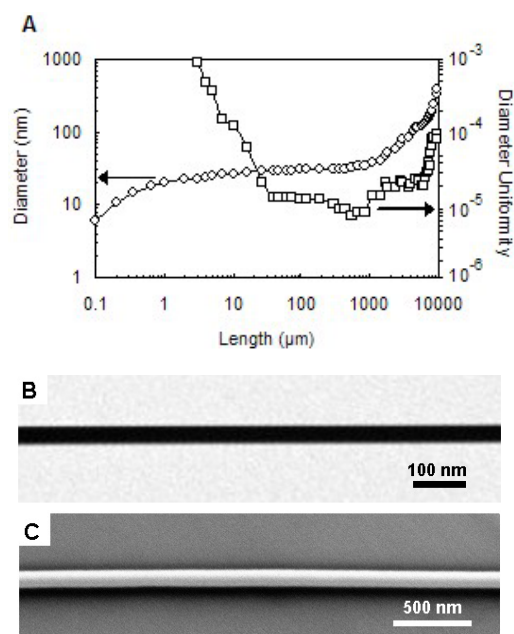 A
1000
100
10
1
10-3
10-4
10-5
10-6
Diameter (nm)
Diameter Uniformity
0.1 1 10 100 1000 10000
Length (µm)
B
100 nm
C
500 nm